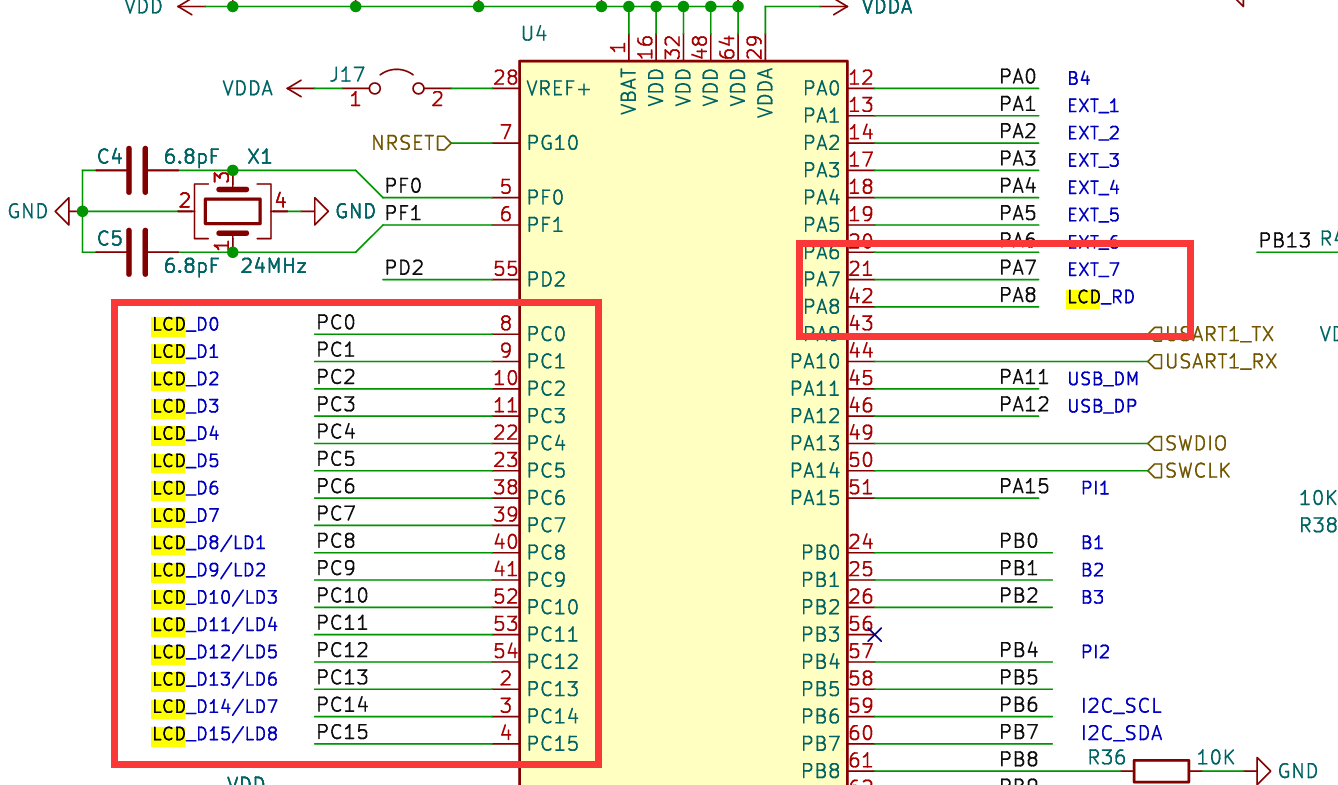 VDD
VDDA
U4
1
16
32
48
64
29
VBAT
VDD
VDD
VDD
VDD
VDDA
VDDA
J17
1
2
28
VREF+
NRSET
7
PG10
C4
6.8pF
X1
3
2
4
1
GND
GND
C5
6.8pF
24MHz
PF0
5
PF0
PF1
6
PF1
PD2
55
PD2
LCD_D0 PC0 8 PC0
LCD_D1 PC1 9 PC1
LCD_D2 PC2 10 PC2
LCD_D3 PC3 11 PC3
LCD_D4 PC4 22 PC4
LCD_D5 PC5 23 PC5
LCD_D6 PC6 38 PC6
LCD_D7 PC7 39 PC7
LCD_D8/LD1 PC8 40 PC8
LCD_D9/LD2 PC9 41 PC9
LCD_D10/LD3 PC10 52 PC10
LCD_D11/LD4 PC11 53 PC11
LCD_D12/LD5 PC12 54 PC12
LCD_D13/LD6 PC13 2 PC13
LCD_D14/LD7 PC14 3 PC14
LCD_D15/LD8 PC15 4 PC15
VDD
PA0 12 PA0 B4
PA1 13 PA1 EXT_1
PA2 14 PA2 EXT_2
PA3 17 PA3 EXT_3
PA4 18 PA4 EXT_4
PA5 19 PA5 EXT_5
PA6 20 PA6 EXT_6
PA7 21 PA7 EXT_7
PA8 42 PA8 LCD_RD
PA9 43 USART1_TX
PA10 44 USART1_RX
PA11 45 PA11 USB_DM
PA12 46 PA12 USB_DP
PA13 49 SWDIO
PA14 50 SWCLK
PA15 51 PA15 PI1
PB0 24 PB0 B1
PB1 25 PB1 B2
PB2 26 PB2 B3
PB3 56
PB4 57 PB4 PI2
PB5 58 PB5
PB6 59 PB6 I2C_SCL
PB7 60 PB7 I2C_SDA
PB8 61 PB8 R36 10K GND
PB13
10K
R38